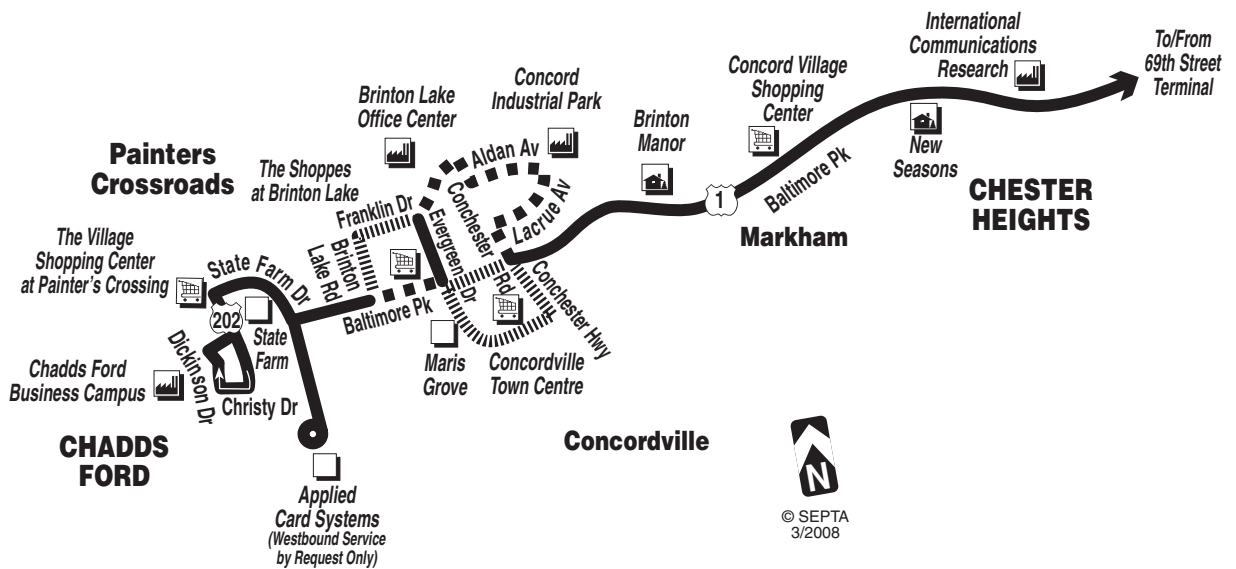 International
Communications
Research
To/From
69th Street
Terminal
Concord Village
Shopping
Center
Concord
Industrial Park
Brinton Lake
Office Center
Brinton
Manor
New
Seasons
CHESTER
HEIGHTS
Painters
Crossroads
The Shoppes
at Brinton Lake
Aldan Av
Conchester
Rd
Lacrue Av
Franklin Dr
Evergreen Dr
Brinton
Lake Rd
1
Baltimore Pk
Markham
The Village
Shopping Center
at Painter's Crossing
State Farm Dr
202
State
Farm
Baltimore Pk
Conchester Hwy
Maris
Grove
Concordville
Town Centre
Dickinson Dr
Christy Dr
Chadds Ford
Business Campus
CHADDS
FORD
Concordville
N
Applied
Card Systems
(Westbound Service
by Request Only)
© SEPTA
3/2008